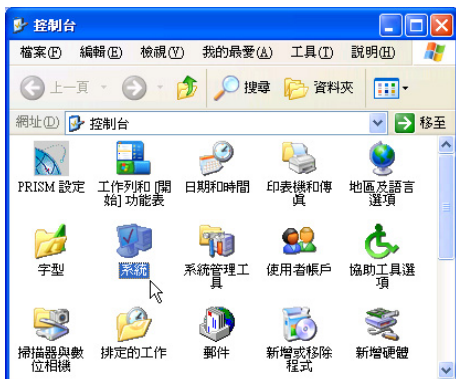 控制台
檔案(F) 編輯(E) 檢視(V) 我的最愛(A) 工具(T) 說明(H)
上一頁 搜尋 資料夾
網址(D) 控制台 移至
PRISM 設定 工作列和 [開 日期和時間 印表機和傳 地區及語言
始] 功能表 真 選項
字型 系統 系統管理工 使用者帳戶 協助工具選
具 項
掃描器與數 排定的工作 郵件 新增或移除 新增硬體
位相機 程式